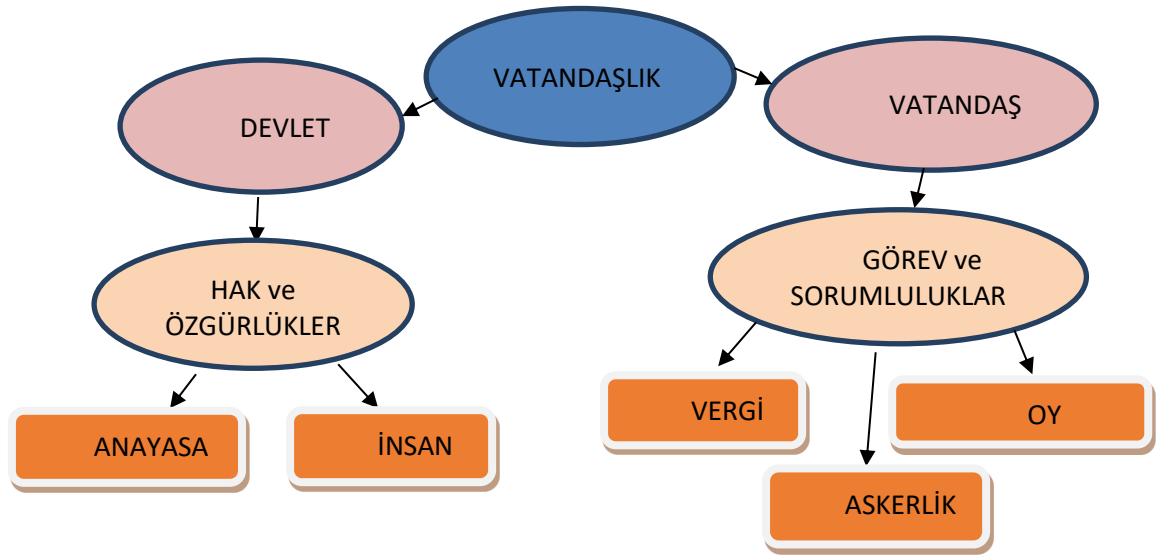 VATANDAŞLIK
DEVLET
VATANDAŞ
HAK ve
ÖZGÜRLÜKLER
GÖREV ve
SORUMLULUKLAR
ANAYASA
İNSAN
VERGİ
OY
ASKERLİK